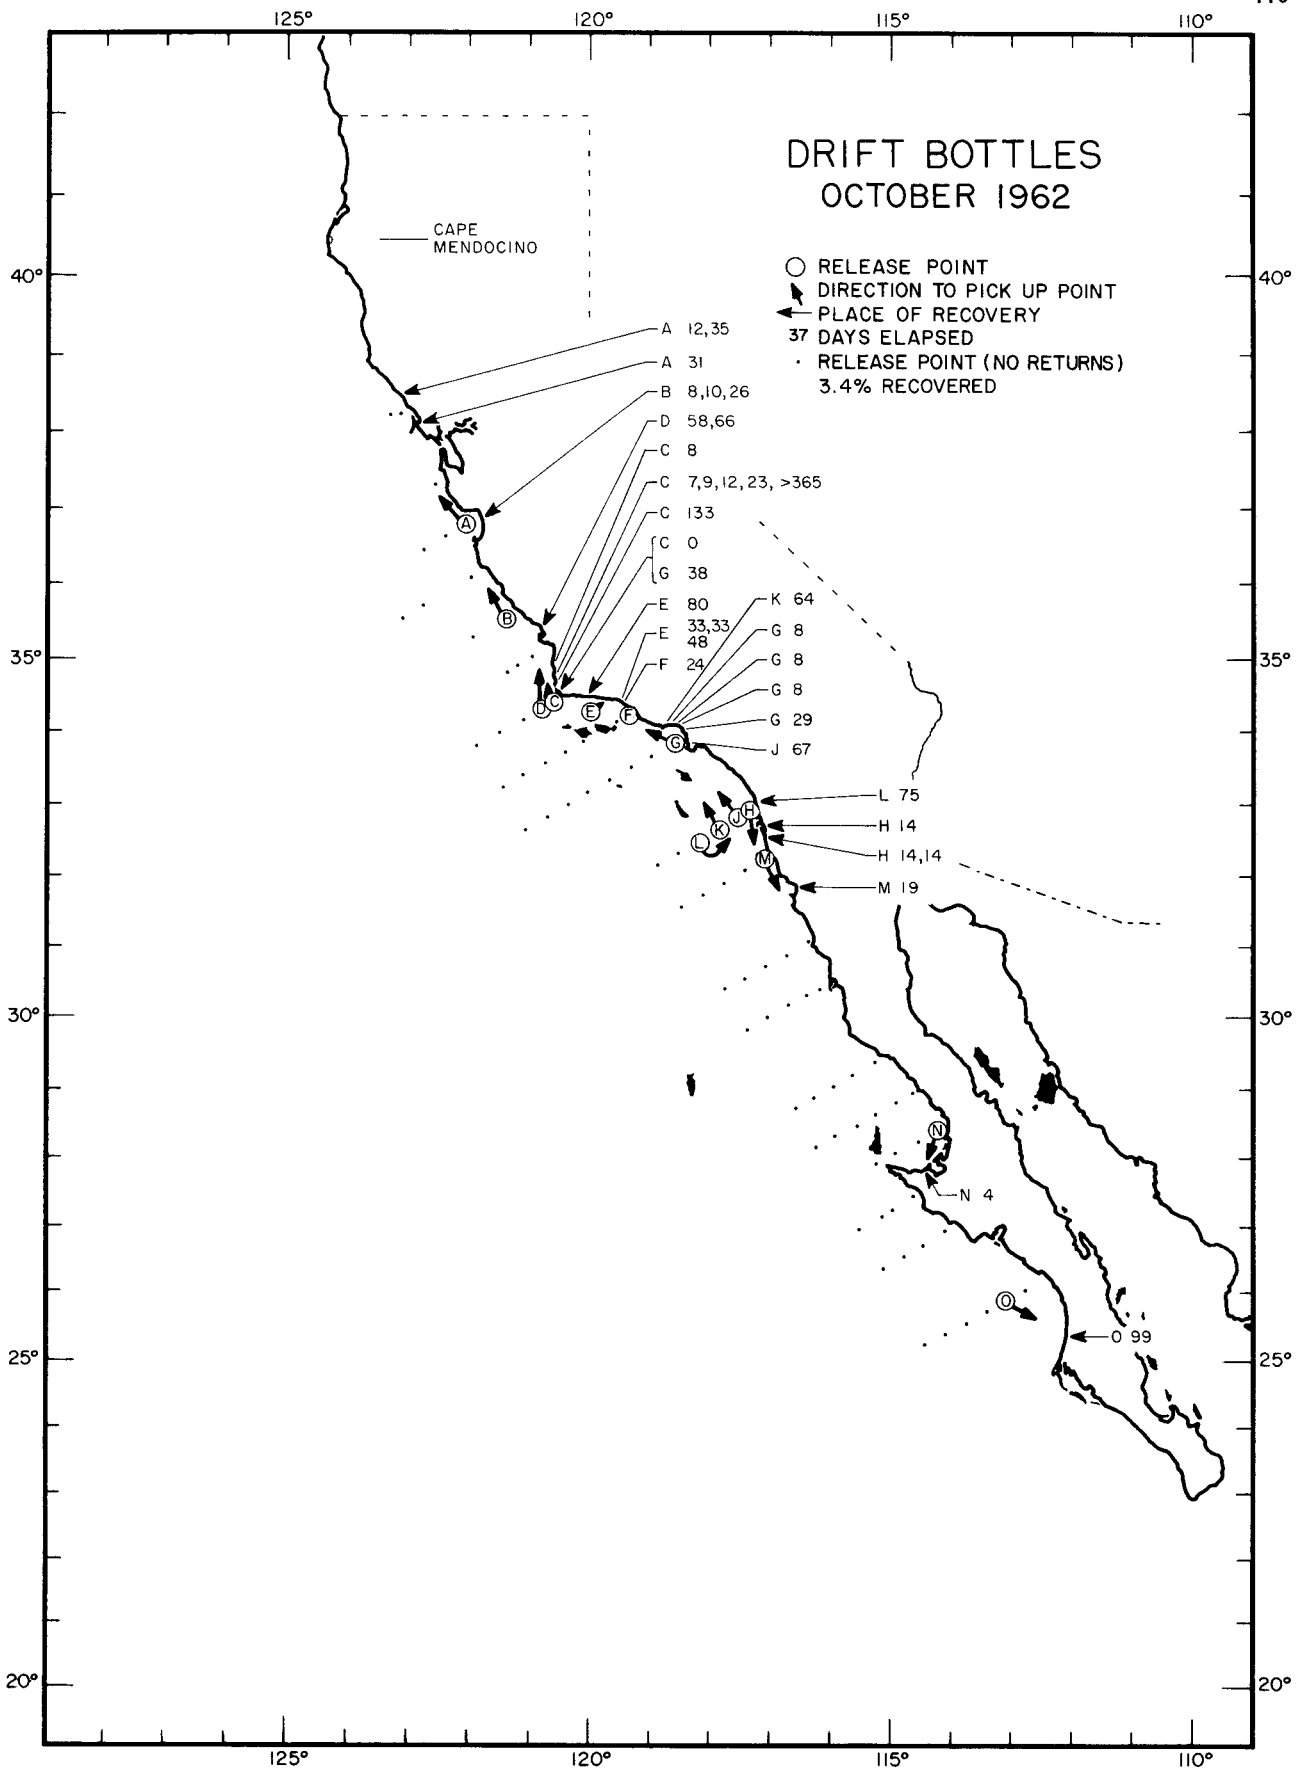 125° 120° 115° 110°
DRIFT BOTTLES
OCTOBER 1962
CAPE
MENDOCINO
RELEASE POINT
DIRECTION TO PICK UP POINT
PLACE OF RECOVERY
37 DAYS ELAPSED
RELEASE POINT (NO RETURNS)
3.4% RECOVERED
40° 40°
A 12,35
A 31
B 8,10,26
D 58,66
C 8
C 7,9,12,23, >365
C 133
C 0
G 38
E 80
E 33,33
48
F 24
K 64
G 8
G 8
G 8
G 29
J 67
35° 35°
A
B
D
C
E
F
G
H
J
K
L
M
L 75
H 14
H 14,14
M 19
30° 30°
N
N 4
O
O 99
25° 25°
20° 20°
125° 120° 115° 110°